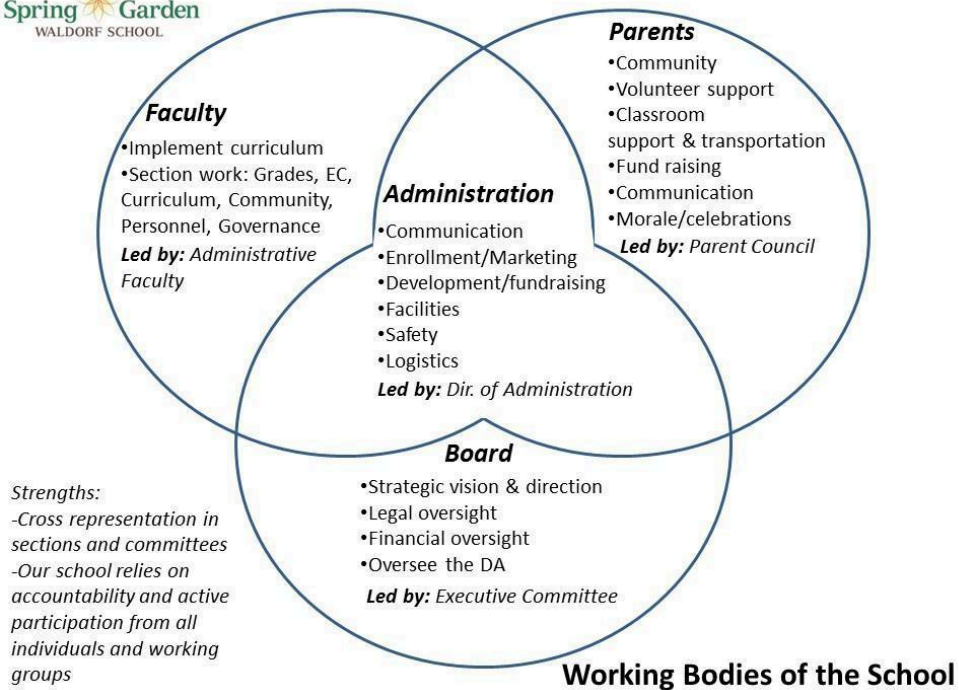 Spring Garden
WALDORF SCHOOL
Faculty
•Implement curriculum
•Section work: Grades, EC,
Curriculum, Community,
Personnel, Governance
Led by: Administrative
Faculty
Parents
•Community
•Volunteer support
•Classroom
support & transportation
•Fund raising
•Communication
•Morale/celebrations
Led by: Parent Council
Administration
•Communication
•Enrollment/Marketing
•Development/fundraising
•Facilities
•Safety
•Logistics
Led by: Dir. of Administration
Board
•Strategic vision & direction
•Legal oversight
•Financial oversight
•Oversee the DA
Led by: Executive Committee
Strengths:
-Cross representation in
sections and committees
-Our school relies on
accountability and active
participation from all
individuals and working
groups
Working Bodies of the School